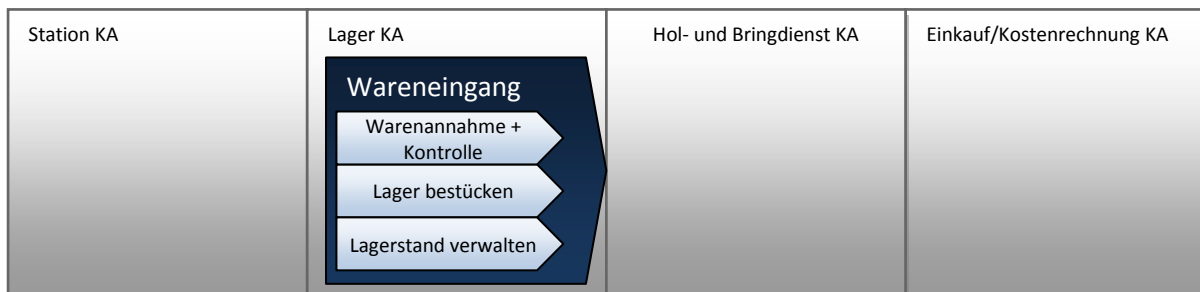 Station KA
Lager KA
Hol- und Bringdienst KA
Einkauf/Kostenrechnung KA
Wareneingang
Warenannahme +
Kontrolle
Lager bestücken
Lagerstand verwalten